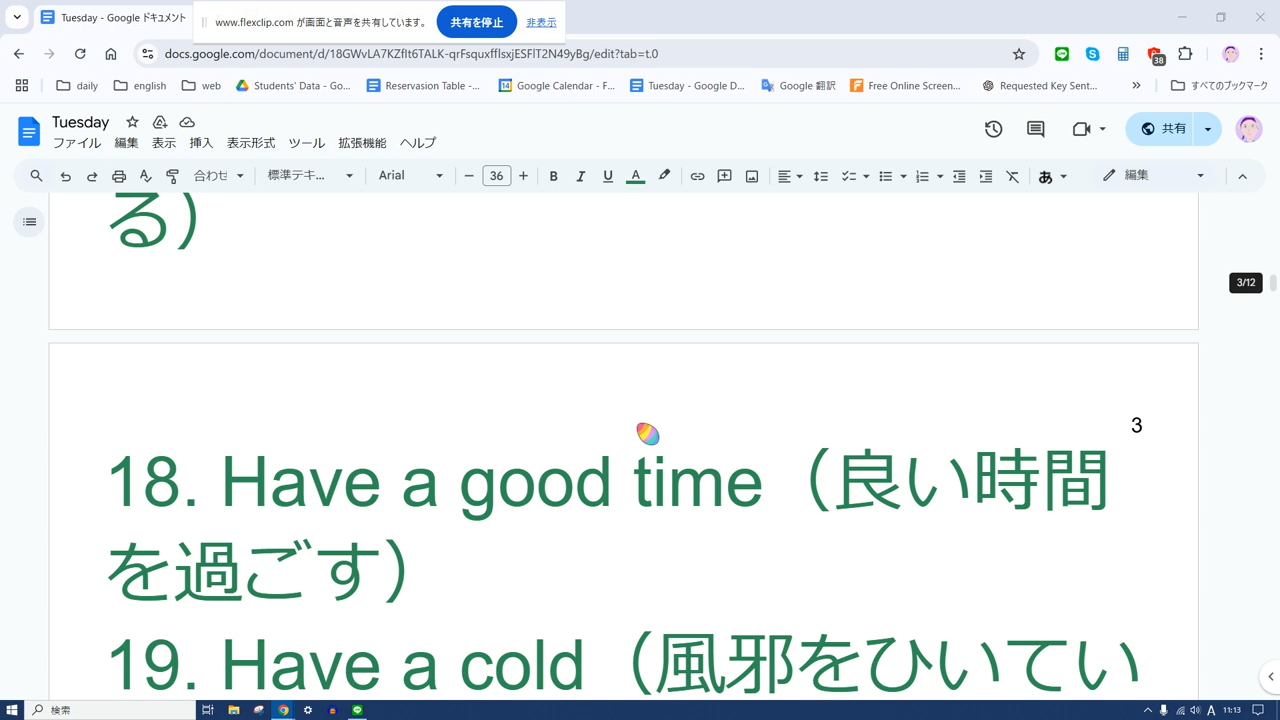 Tuesday - Google ドキュメント
www.flexclip.com が画面と音声を共有しています。
共有を停止
非表示
docs.google.com/document/d/18GWvLA7KZflt6TALK-qrFsquxfflsxjESFlT2N49yBg/edit?tab=t.0
38
daily
english
web
Students' Data - Go...
Reservasion Table -...
Google Calendar - F...
Tuesday - Google D...
Google 翻訳
Free Online Screen...
Requested Key Sent...
»
すべてのブックマーク
Tuesday
共有
ファイル 編集 表示 挿入 表示形式 ツール 拡張機能 ヘルプ
合わせ
標準テキ...
Arial
36
B I U A
あ
編集
る）
3/12
3
18. Have a good time（良い時間
を過ごす）
19. Have a cold（風邪をひいてい
検索
A
11:13